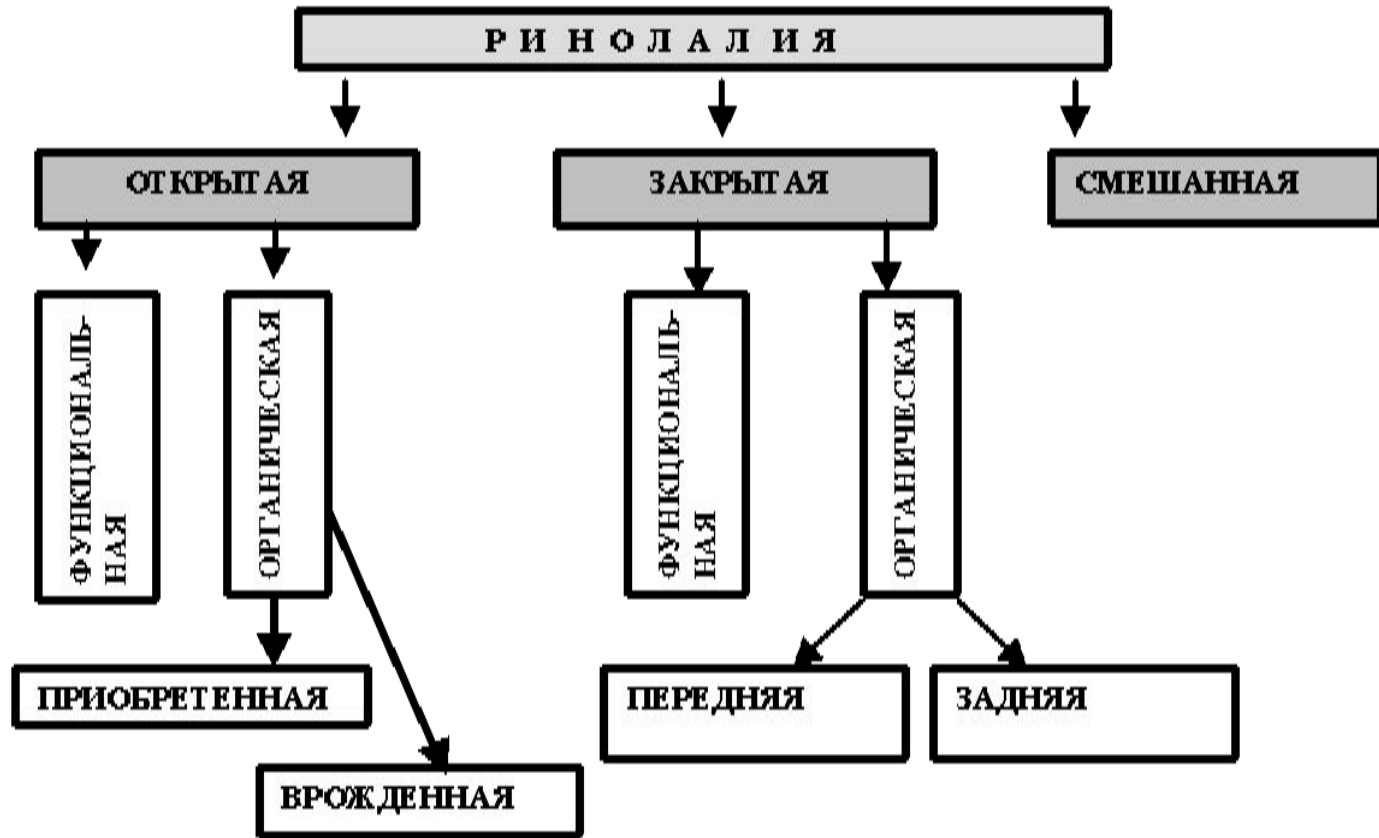 РИНОЛАЛИЯ
ОТКРЫТАЯ
ЗАКРЫТАЯ
СМЕШАННАЯ
ФУНКЦИОНАЛЬ-
НАЯ
ОРГАНИЧЕСКАЯ
ФУНКЦИОНАЛЬ-
НАЯ
ОРГАНИЧЕСКАЯ
ПРИОБРЕТЕННАЯ
ПЕРЕДНЯЯ
ЗАДНЯЯ
ВРОЖДЕННАЯ